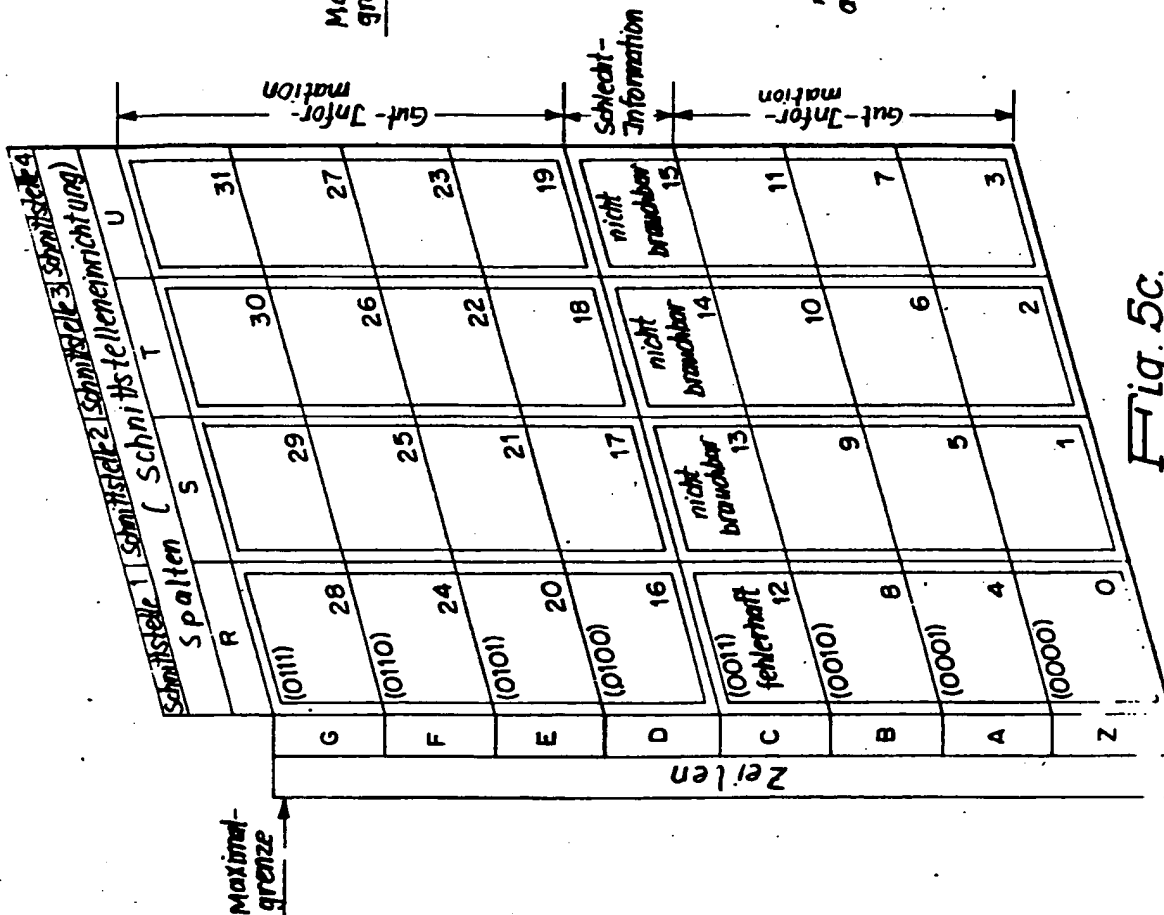 Schnittstelle 1 Schnittstelle 2 Schnittstelle 3 Schnittstelle 4
Spalten ( Schnittstelleneinrichtung)
R S T U
Maximal-
grenze
Zeilen
G (0111) 28 29 30 31
F (0110) 24 25 26 27
E (0101) 20 21 22 23
D (0100) 16 17 18 19
C (0011) fehlerhaft 12
nicht
brauchbar 13
nicht
brauchbar 14
nicht
brauchbar 15
B (0010) 8 9 10 11
A (0001) 4 5 6 7
Z (0000) 0 1 2 3
Gut-Infor-
mation
Schlecht-
Information
Gut-Infor-
mation
Fig. 5c.